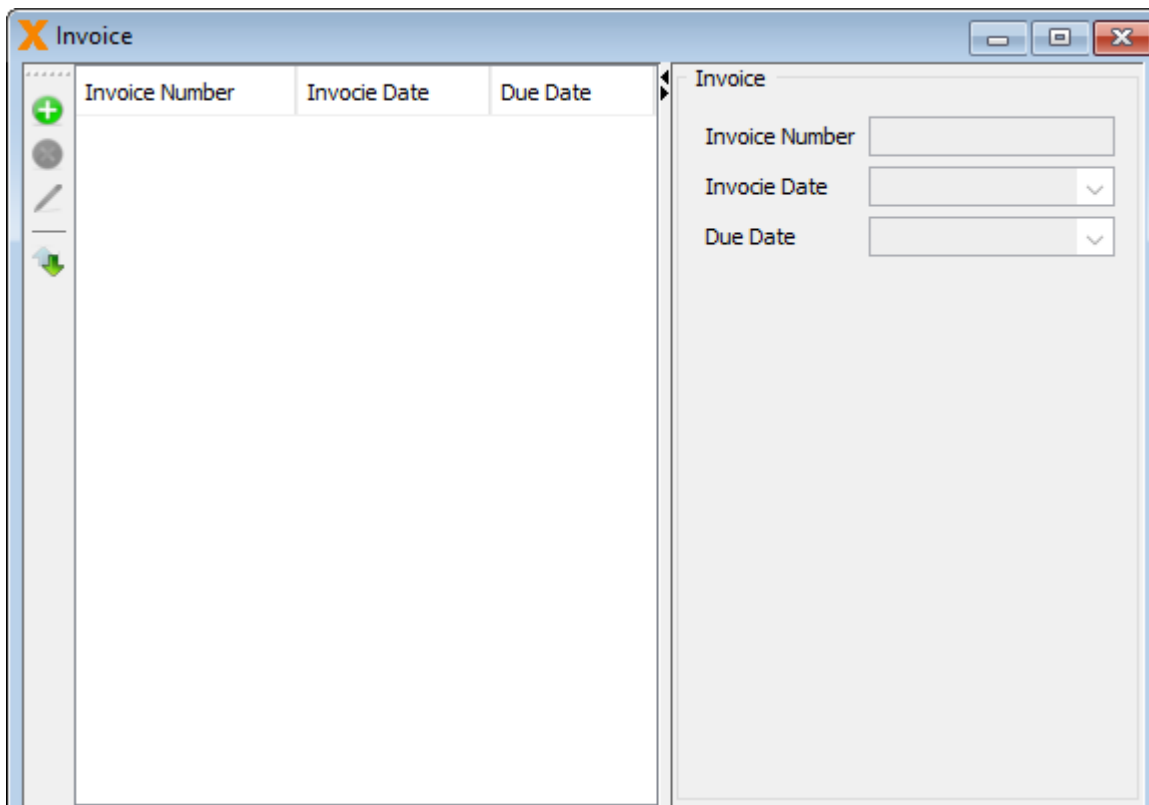 Invoice
Invoice Number Invocie Date Due Date
Invoice
Invoice Number
Invocie Date
Due Date